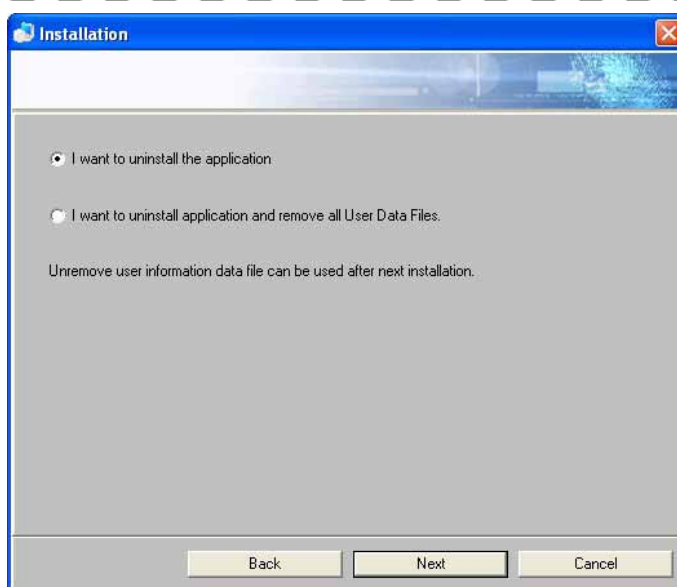 Installation
I want to uninstall the application
I want to uninstall application and remove all User Data Files.
Unremove user information data file can be used after next installation.
Back Next Cancel